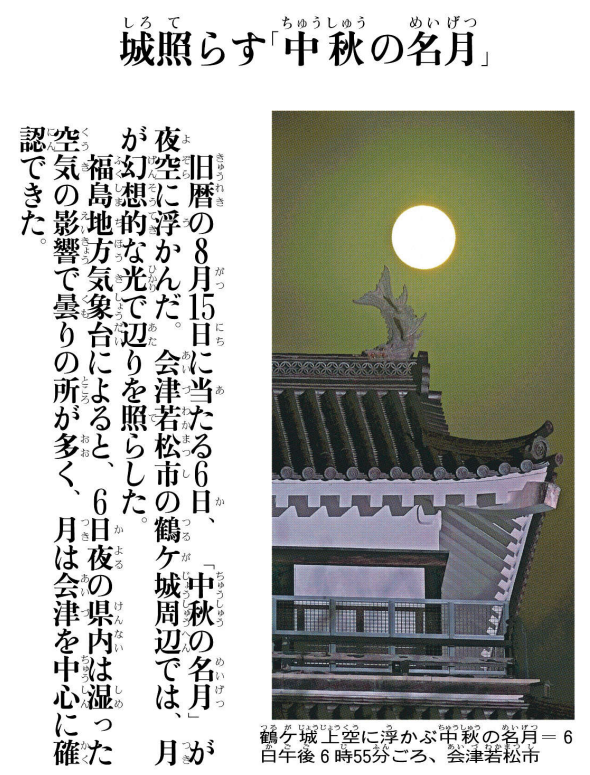 城照らす「中秋の名月」
旧暦の8月15日に当たる6日、「中秋の名月」が
夜空に浮かんだ。会津若松市の鶴ケ城周辺では、月
が幻想的な光で辺りを照らした。
福島地方気象台によると、6日夜の県内は湿った
空気の影響で曇りの所が多く、月は会津を中心に確
認できた。
鶴ケ城上空に浮かぶ中秋の名月＝6
日午後6時55分ごろ、会津若松市